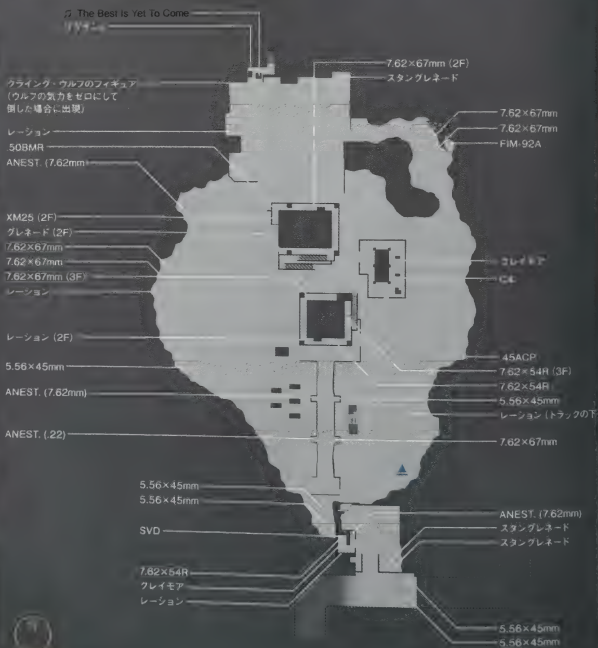 ♫ The Best Is Yet To Come
クライング・ウルフのフィギュア
(ウルフの気力をゼロにして
倒した場合に出現)
レーション
.50BMR
ANEST. (7.62mm)
XM25 (2F)
グレネード (2F)
7.62×67mm
7.62×67mm
7.62×67mm (3F)
レーション
レーション (2F)
5.56×45mm
ANEST. (7.62mm)
ANEST. (.22)
5.56×45mm
5.56×45mm
SVD
7.62×54R
クレイモア
レーション
7.62×67mm (2F)
スタングレネード
7.62×67mm
7.62×67mm
FIM-92A
クレイモア
C4
.45ACP
7.62×54R (3F)
7.62×54R
5.56×45mm
レーション (トラックの下
7.62×67mm
ANEST. (7.62mm)
スタングレネード
スタングレネード
5.56×45mm
5.56×45mm